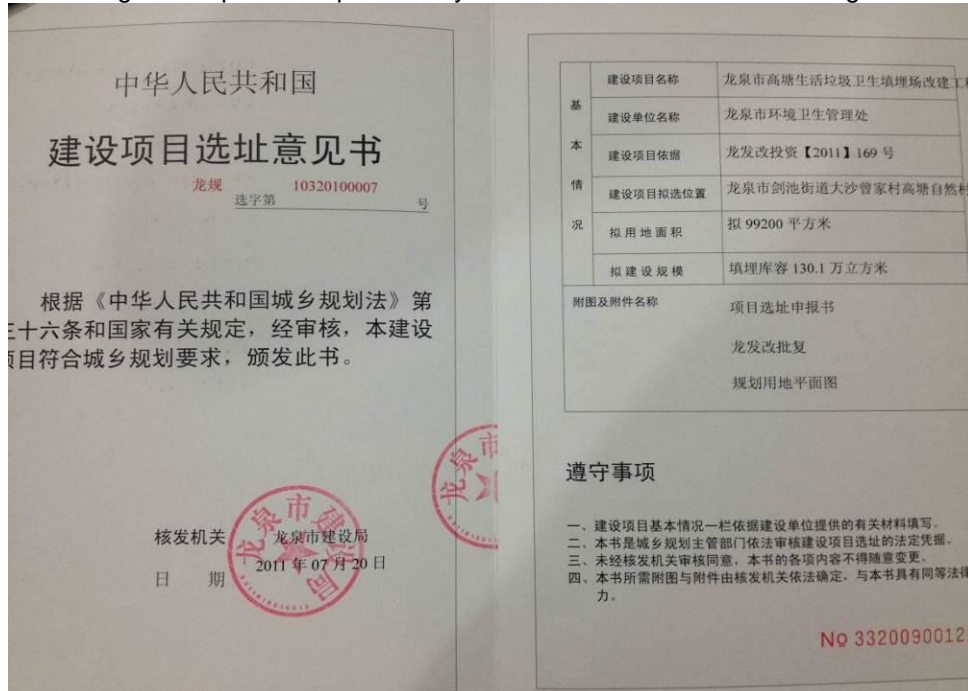 中华人民共和国
建设项目选址意见书
龙规 10320100007
选字第 号
根据《中华人民共和国城乡规划法》第
三十六条和国家有关规定，经审核，本建设
项目符合城乡规划要求，颁发此书。
核发机关 龙泉市建设局
日 期 2011 年 07 月 20 日
龙泉市建设局
龙泉市
基本情况
建设项目名称 龙泉市高塘生活垃圾卫生填埋场改建工程
建设单位名称 龙泉市环境卫生管理处
建设项目依据 龙发改投资【2011】169 号
建设项目拟选位置 龙泉市剑池街道大沙曾家村高塘自然村
拟用地面积 拟 99200 平方米
拟建设规模 填埋库容 130.1 万立方米
附图及附件名称 项目选址申报书
龙发改批复
规划用地平面图
遵守事项
一、建设项目基本情况一栏依据建设单位提供的有关材料填写。
二、本书是城乡规划主管部门依法审核建设项目选址的法定凭据。
三、未经核发机关审核同意，本书的各项内容不得随意变更。
四、本书所需附图与附件由核发机关依法确定，与本书具有同等法律
力。
№ 3320090012